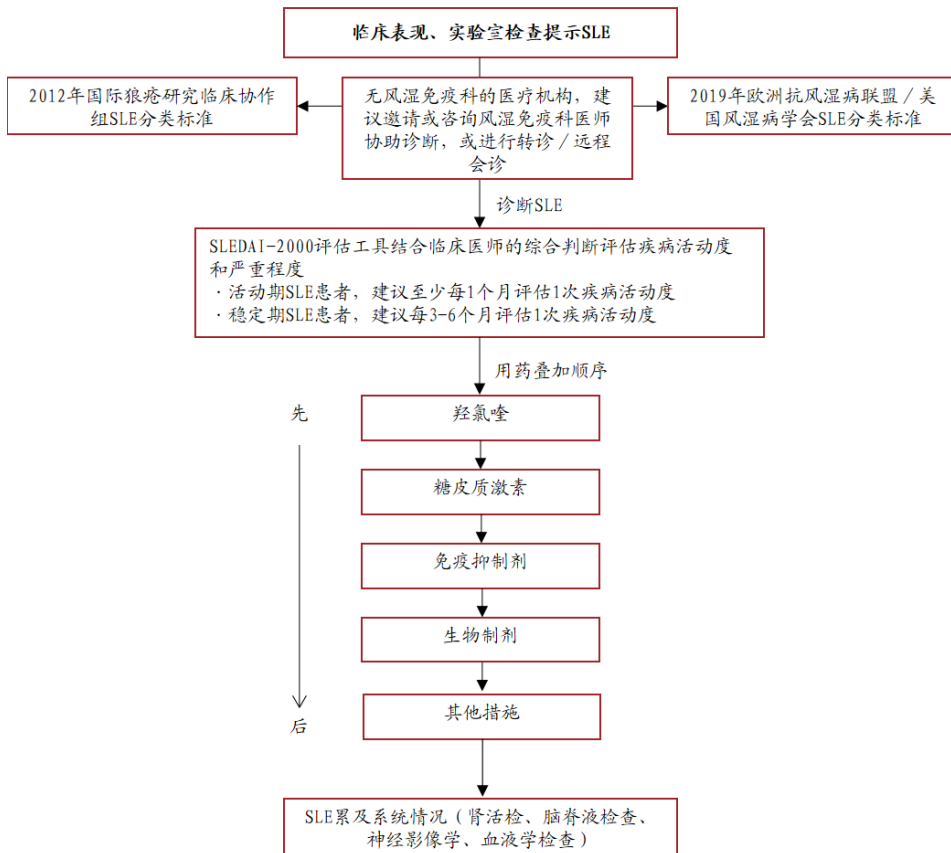 临床表现、实验室检查提示SLE
2012年国际狼疮研究临床协作
组SLE分类标准
无风湿免疫科的医疗机构，建
议邀请或咨询风湿免疫科医师
协助诊断，或进行转诊／远程
会诊
2019年欧洲抗风湿病联盟／美
国风湿病学会SLE分类标准
诊断SLE
SLEDAI-2000评估工具结合临床医师的综合判断评估疾病活动度
和严重程度
·活动期SLE患者，建议至少每1个月评估1次疾病活动度
·稳定期SLE患者，建议每3-6个月评估1次疾病活动度
用药叠加顺序
先
羟氯喹
糖皮质激素
免疫抑制剂
生物制剂
其他措施
后
SLE累及系统情况（肾活检、脑脊液检查、
神经影像学、血液学检查）